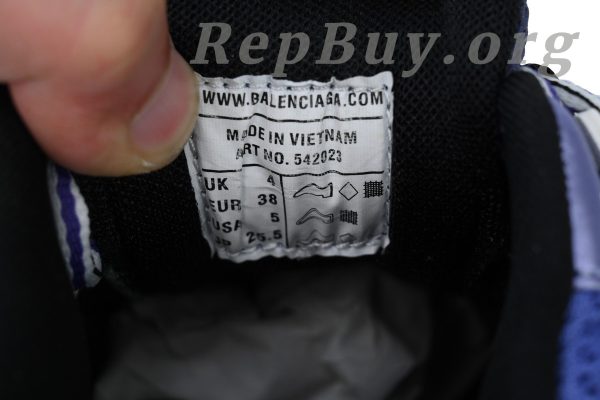 RepBuy.org
WWW.BALENCIAGA.COM
MADE IN VIETNAM
ART NO. 542023
UK 4
EUR 38
USA 5
25.5